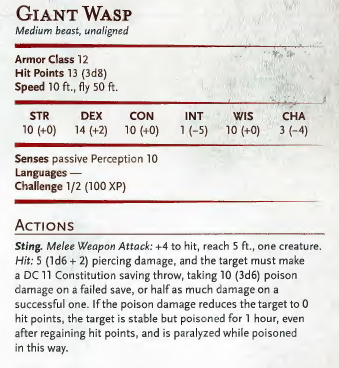 GIANT WASP
Medium beast, unaligned
Armor Class 12
Hit Points 13 (3d8)
Speed 10 ft., fly 50 ft.
STR DEX CON INT WIS CHA
10 (+0) 14 (+2) 10 (+0) 1 (−5) 10 (+0) 3 (−4)
Senses passive Perception 10
Languages —
Challenge 1/2 (100 XP)
ACTIONS
Sting. Melee Weapon Attack: +4 to hit, reach 5 ft., one creature.
Hit: 5 (1d6 + 2) piercing damage, and the target must make
a DC 11 Constitution saving throw, taking 10 (3d6) poison
damage on a failed save, or half as much damage on a
successful one. If the poison damage reduces the target to 0
hit points, the target is stable but poisoned for 1 hour, even
after regaining hit points, and is paralyzed while poisoned
in this way.